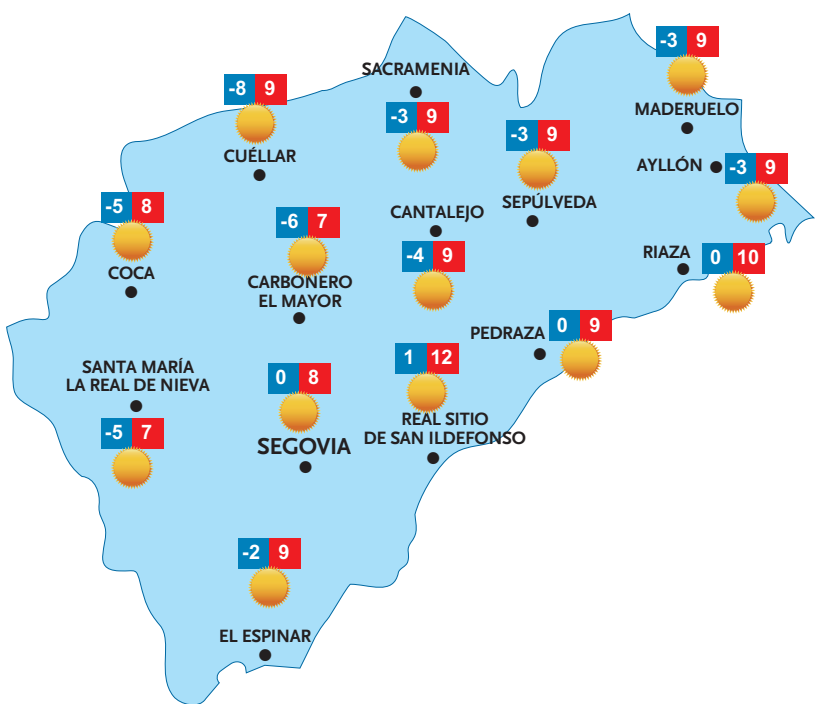 -3 9
MADERUELO
SACRAMENIA
-3 9
-8 9
CUÉLLAR
-3 9
SEPÚLVEDA
AYLLÓN
-3 9
-5 8
COCA
-6 7
CARBONERO
EL MAYOR
CANTALEJO
-4 9
RIAZA
0 10
PEDRAZA
0 9
SANTA MARÍA
LA REAL DE NIEVA
-5 7
0 8
SEGOVIA
1 12
REAL SITIO
DE SAN ILDEFONSO
-2 9
EL ESPINAR